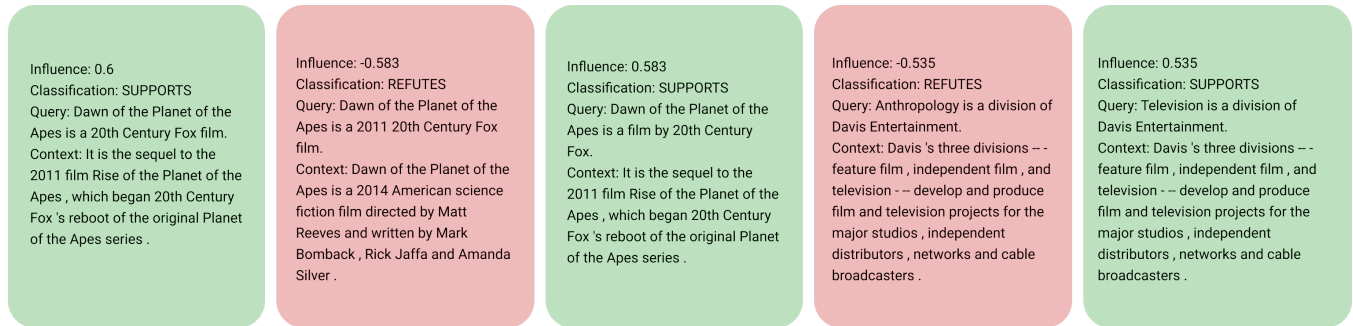 Influence: 0.6
Classification: SUPPORTS
Query: Dawn of the Planet of the
Apes is a 20th Century Fox film.
Context: It is the sequel to the
2011 film Rise of the Planet of the
Apes , which began 20th Century
Fox 's reboot of the original Planet
of the Apes series .
Influence: -0.583
Classification: REFUTES
Query: Dawn of the Planet of the
Apes is a 2011 20th Century Fox
film.
Context: Dawn of the Planet of the
Apes is a 2014 American science
fiction film directed by Matt
Reeves and written by Mark
Bomback , Rick Jaffa and Amanda
Silver .
Influence: 0.583
Classification: SUPPORTS
Query: Dawn of the Planet of the
Apes is a film by 20th Century
Fox.
Context: It is the sequel to the
2011 film Rise of the Planet of the
Apes , which began 20th Century
Fox 's reboot of the original Planet
of the Apes series .
Influence: -0.535
Classification: REFUTES
Query: Anthropology is a division of
Davis Entertainment.
Context: Davis 's three divisions -- -
feature film , independent film , and
television - -- develop and produce
film and television projects for the
major studios , independent
distributors , networks and cable
broadcasters .
Influence: 0.535
Classification: SUPPORTS
Query: Television is a division of
Davis Entertainment.
Context: Davis 's three divisions -- -
feature film , independent film , and
television - -- develop and produce
film and television projects for the
major studios , independent
distributors , networks and cable
broadcasters .